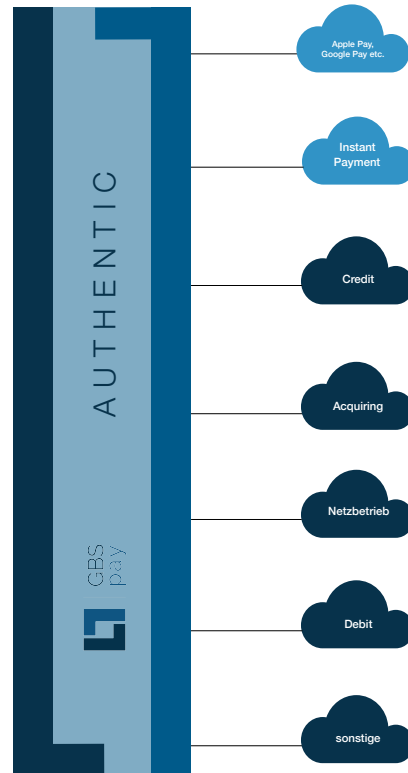 Apple Pay,
Google Pay etc.
Instant
Payment
Credit
Acquiring
Netzbetrieb
Debit
sonstige
AUTHENTIC
GBS
pay